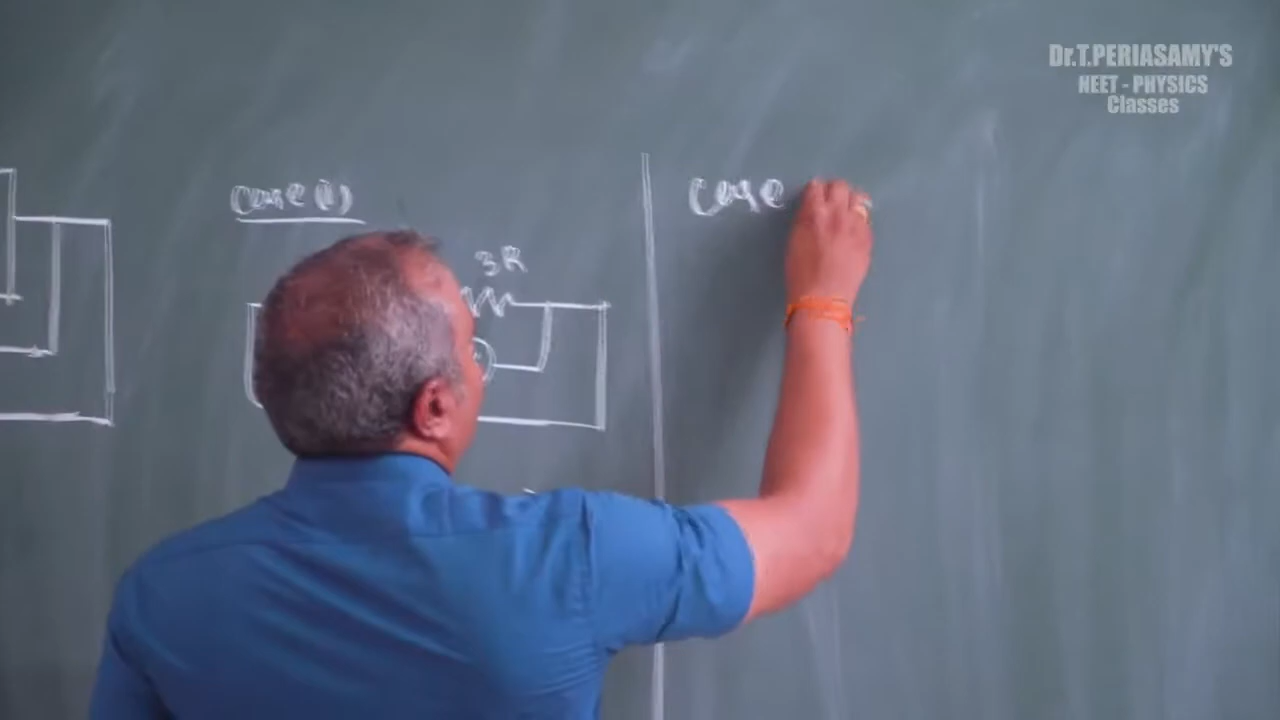 Dr.T.PERIASAMY'S
NEET - PHYSICS
Classes
Case (i)
3R
Case